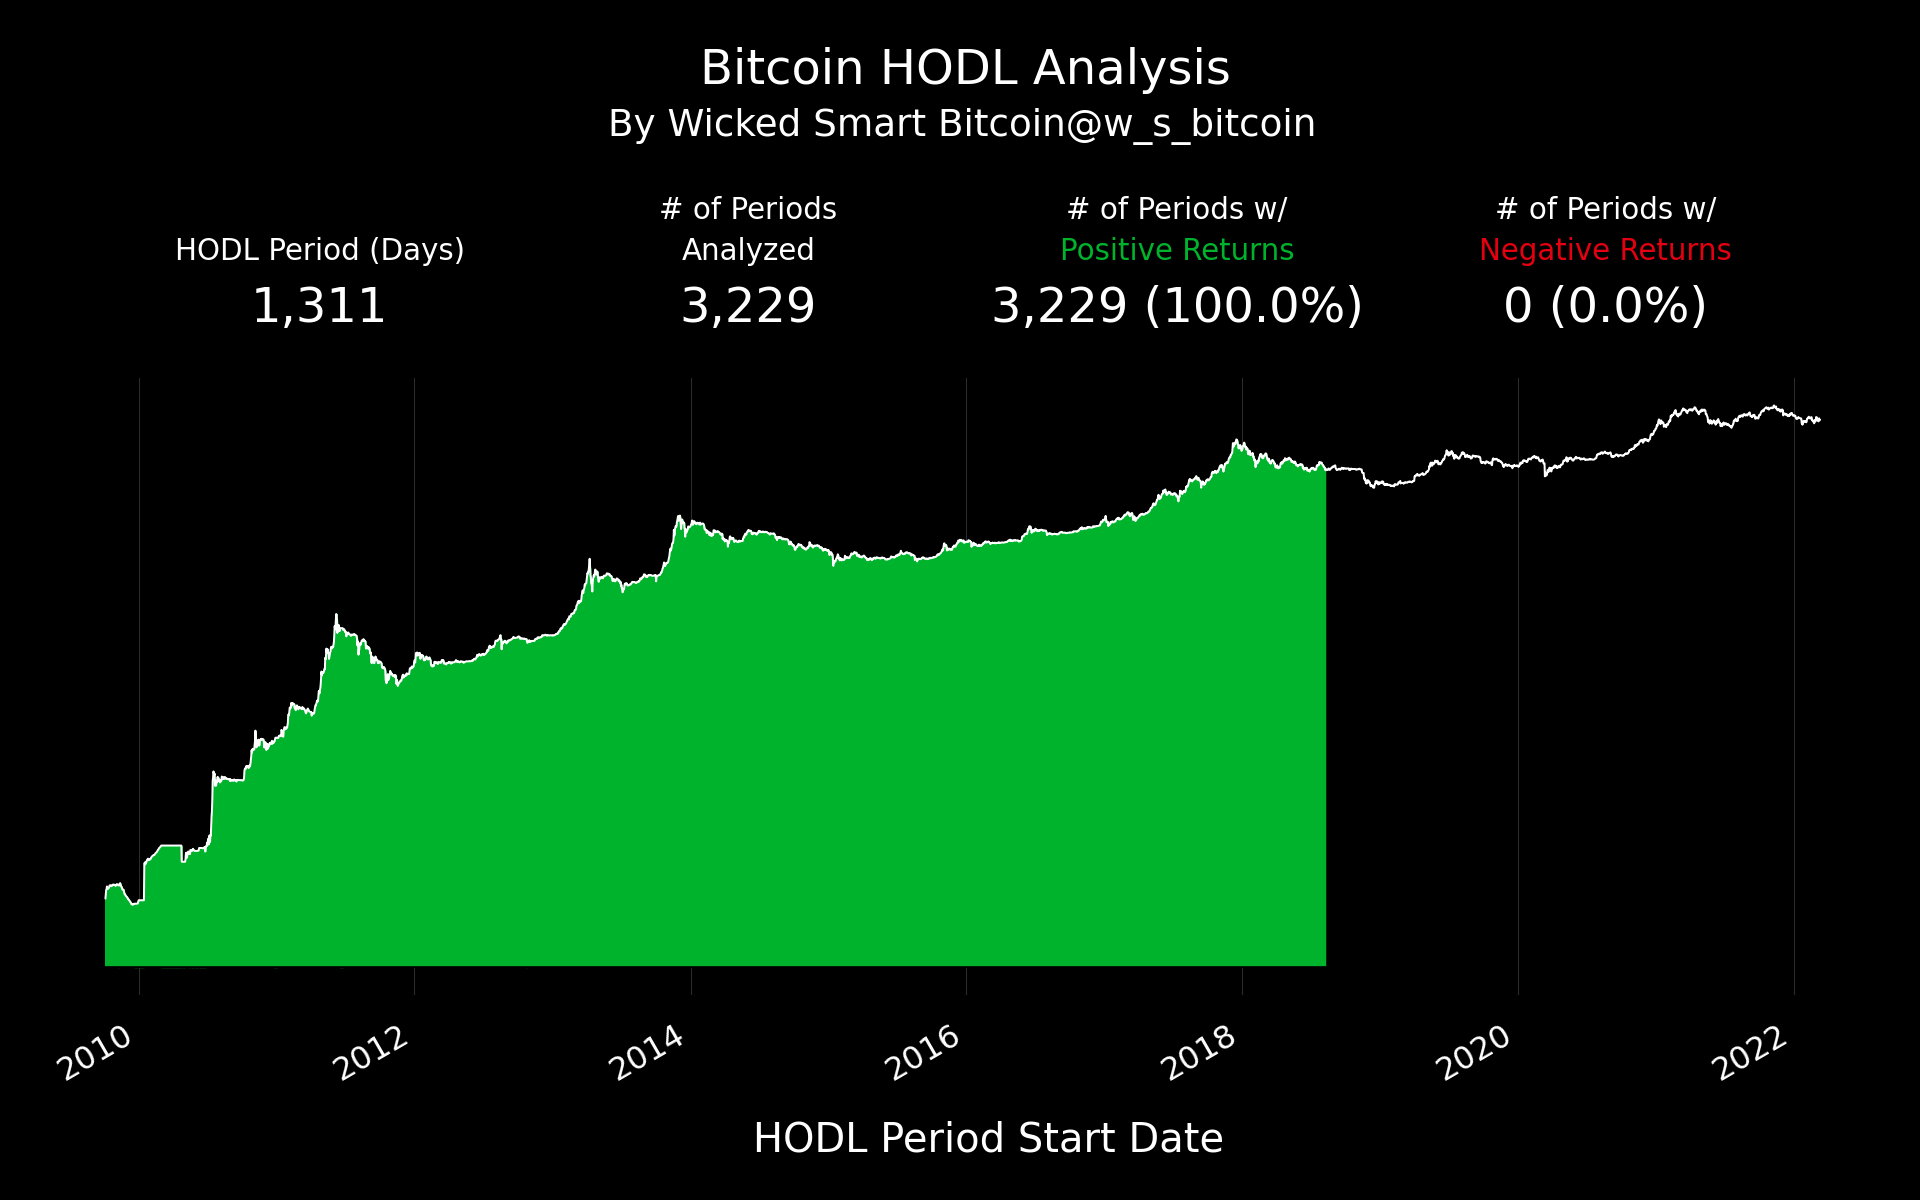 Bitcoin HODL Analysis
By Wicked Smart Bitcoin@w_s_bitcoin
HODL Period (Days)
1,311
# of Periods
Analyzed
3,229
# of Periods w/
Positive Returns
3,229 (100.0%)
# of Periods w/
Negative Returns
0 (0.0%)
2010
2012
2014
2016
2018
2020
2022
HODL Period Start Date